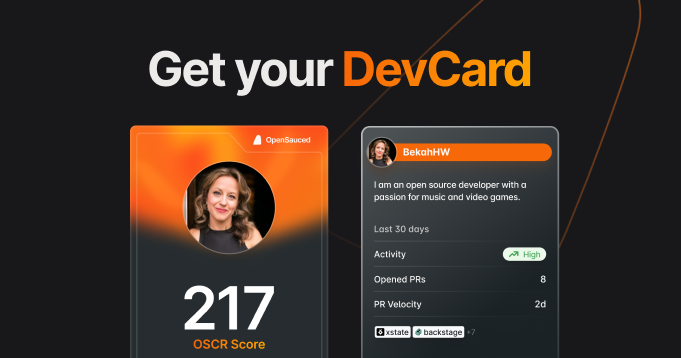 Get your DevCard
OpenSauced
217
OSCR Score
BekahHW
I am an open source developer with a
passion for music and video games.
Last 30 days
Activity High
Opened PRs 8
PR Velocity 2d
xstate backstage +7